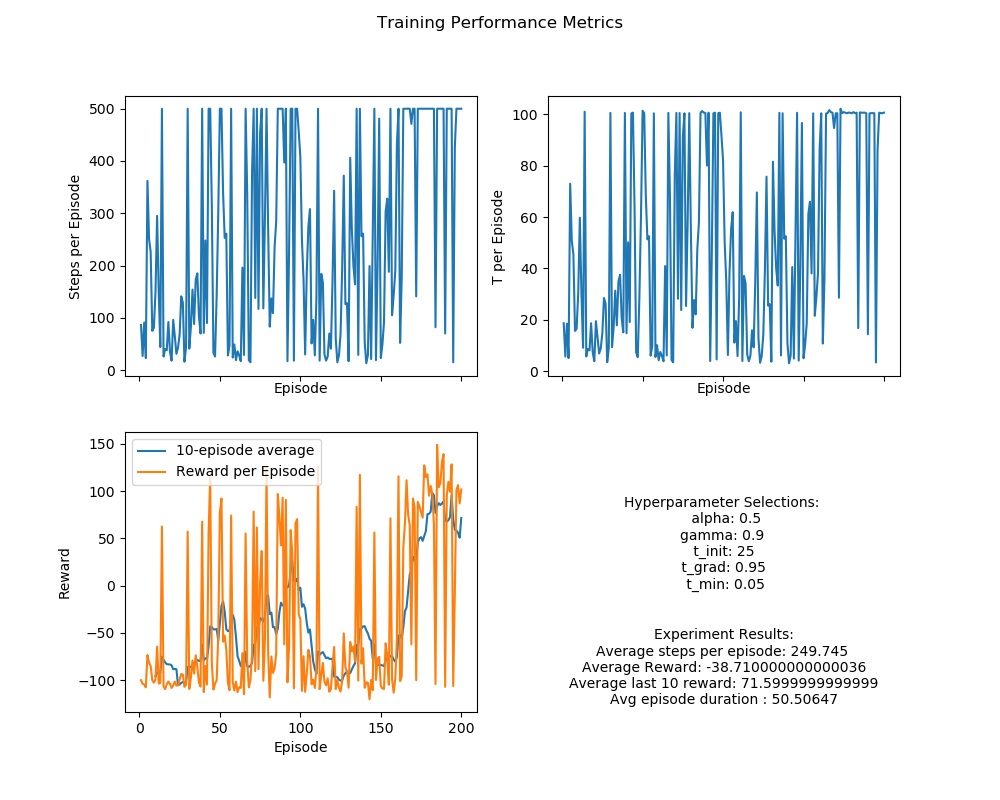 Training Performance Metrics
500
400
300
200
100
0
Steps per Episode
Episode
100
80
60
40
20
0
T per Episode
Episode
150
100
50
0
−50
−100
Reward
10-episode average
Reward per Episode
0 50 100 150 200
Episode
Hyperparameter Selections:
alpha: 0.5
gamma: 0.9
t_init: 25
t_grad: 0.95
t_min: 0.05
Experiment Results:
Average steps per episode: 249.745
Average Reward: -38.710000000000036
Average last 10 reward: 71.5999999999999
Avg episode duration : 50.50647